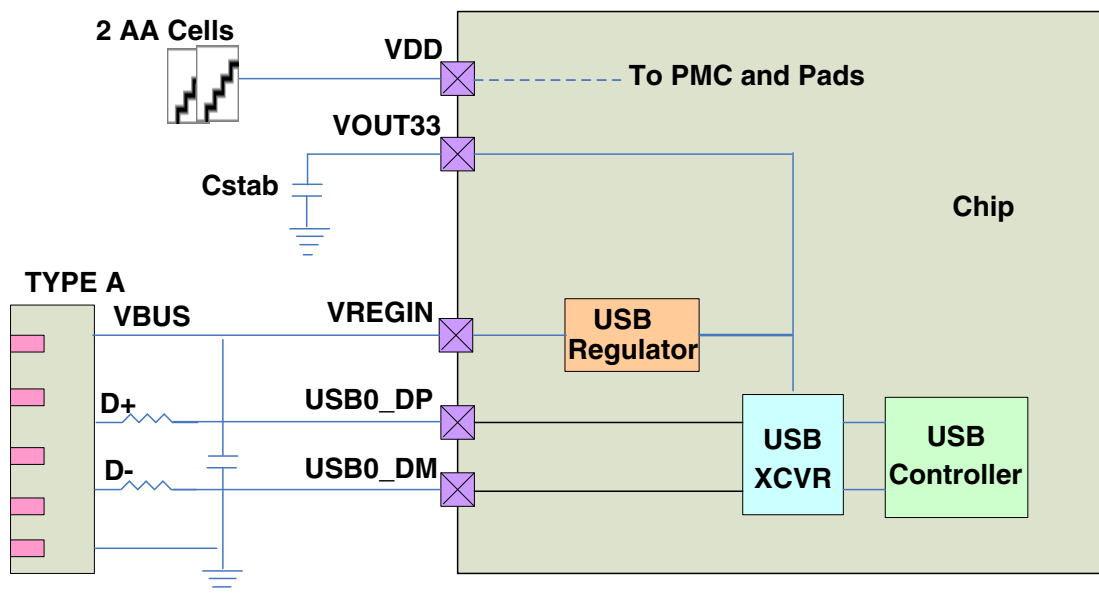 2 AA Cells
VDD
To PMC and Pads
VOUT33
Cstab
Chip
TYPE A
VBUS
VREGIN
USB
Regulator
D+
USB0_DP
D-
USB0_DM
USB
XCVR
USB
Controller